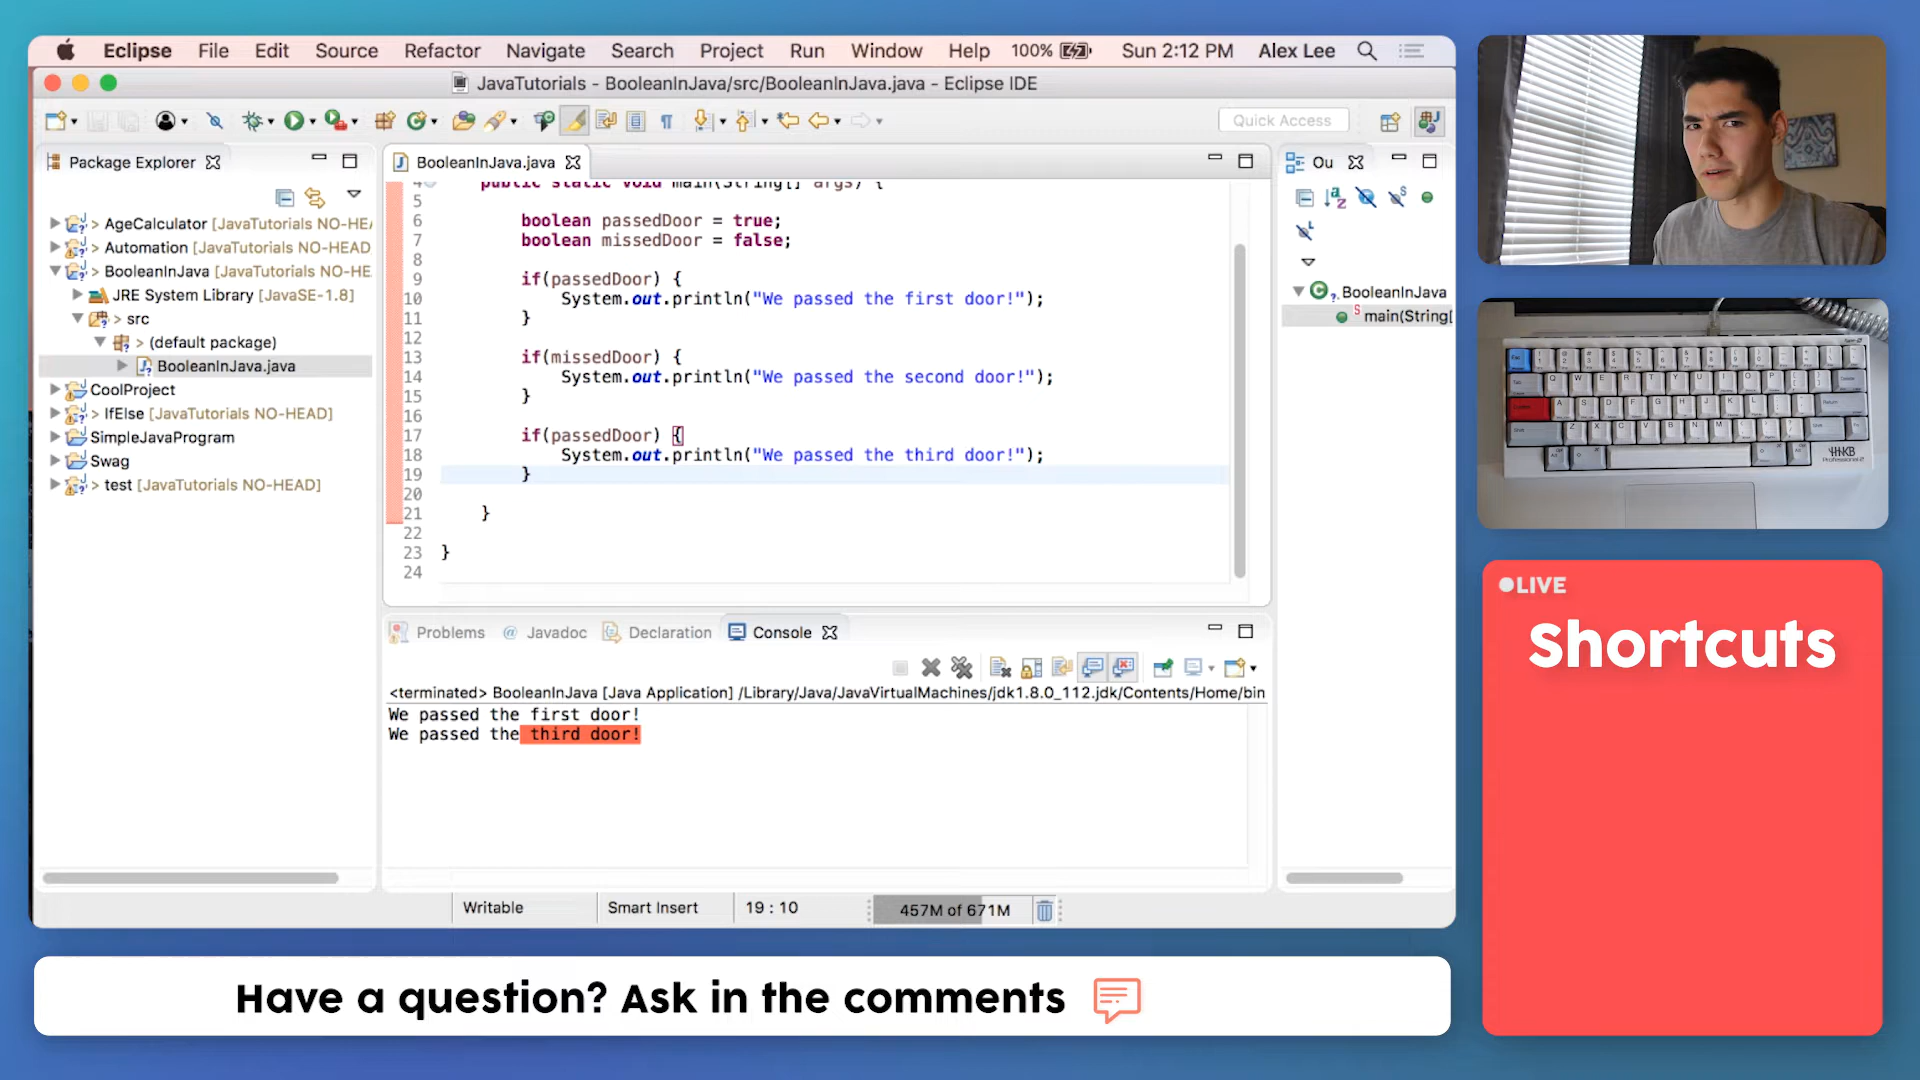 Eclipse File Edit Source Refactor Navigate Search Project Run Window Help 100% Sun 2:12 PM Alex Lee
JavaTutorials - BooleanInJava/src/BooleanInJava.java - Eclipse IDE
Quick Access
Package Explorer
> AgeCalculator [JavaTutorials NO-HEA
> Automation [JavaTutorials NO-HEAD
> BooleanInJava [JavaTutorials NO-HE
JRE System Library [JavaSE-1.8]
> src
> (default package)
BooleanInJava.java
CoolProject
> IfElse [JavaTutorials NO-HEAD]
SimpleJavaProgram
Swag
> test [JavaTutorials NO-HEAD]
BooleanInJava.java
4 public static void main(String[] args) {
5
6 boolean passedDoor = true;
7 boolean missedDoor = false;
8
9 if(passedDoor) {
10 System.out.println("We passed the first door!");
11 }
12
13 if(missedDoor) {
14 System.out.println("We passed the second door!");
15 }
16
17 if(passedDoor) {
18 System.out.println("We passed the third door!");
19 }
20
21 }
22
23 }
24
Ou
BooleanInJava
main(String[
Problems @ Javadoc Declaration Console
<terminated> BooleanInJava [Java Application] /Library/Java/JavaVirtualMachines/jdk1.8.0_112.jdk/Contents/Home/bin
We passed the first door!
We passed the third door!
Writable Smart Insert 19 : 10 457M of 671M
LIVE
Shortcuts
Have a question? Ask in the comments